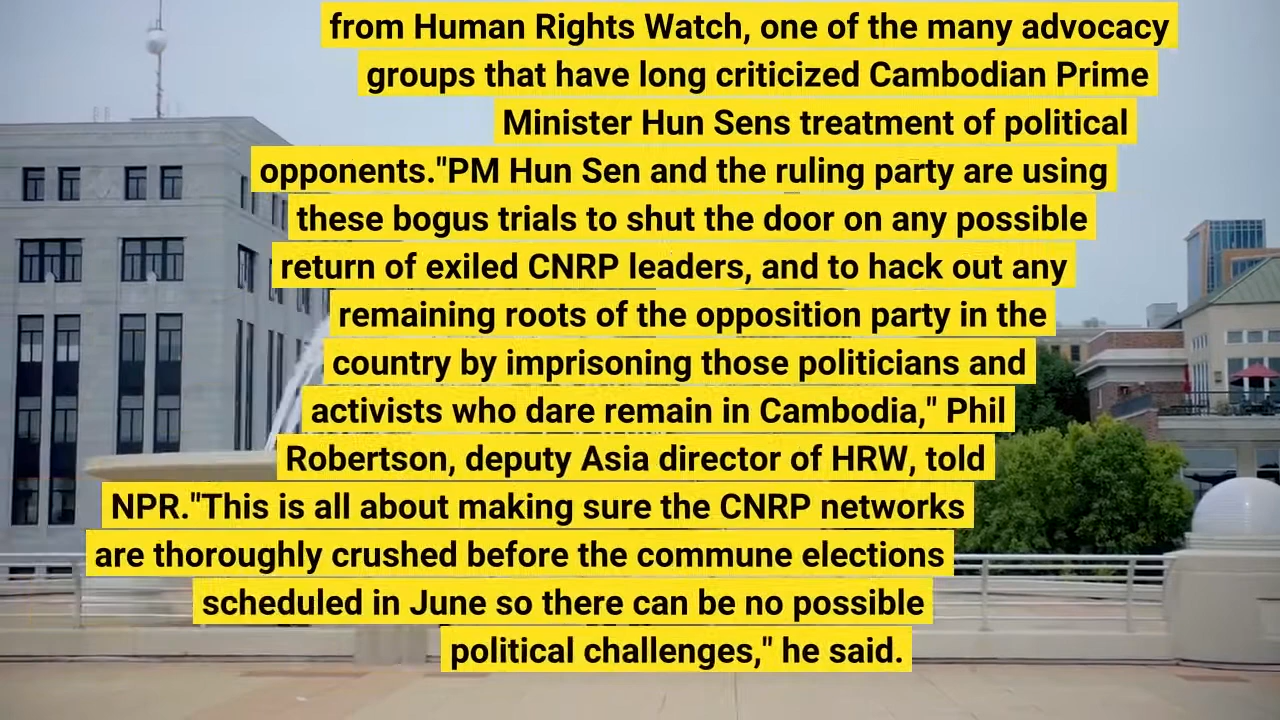 from Human Rights Watch, one of the many advocacy
groups that have long criticized Cambodian Prime
Minister Hun Sens treatment of political
opponents."PM Hun Sen and the ruling party are using
these bogus trials to shut the door on any possible
return of exiled CNRP leaders, and to hack out any
remaining roots of the opposition party in the
country by imprisoning those politicians and
activists who dare remain in Cambodia," Phil
Robertson, deputy Asia director of HRW, told
NPR."This is all about making sure the CNRP networks
are thoroughly crushed before the commune elections
scheduled in June so there can be no possible
political challenges," he said.